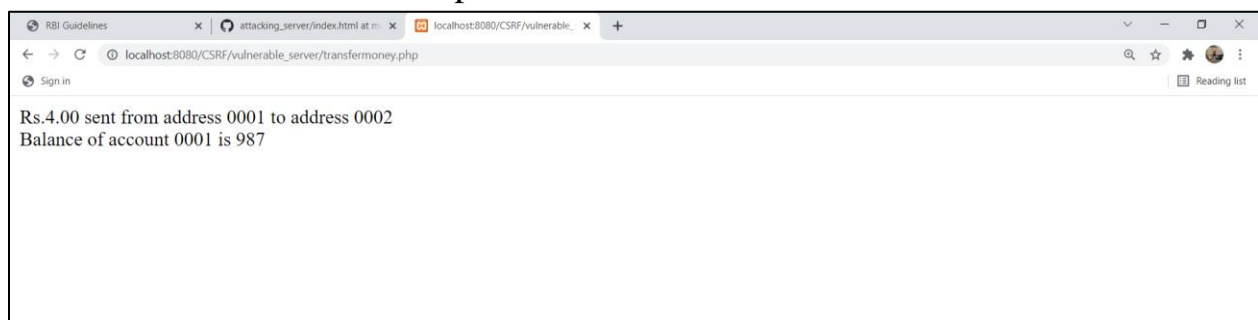 RBI Guidelines
attacking_server/index.html at m
localhost:8080/CSRF/vulnerable_
localhost:8080/CSRF/vulnerable_server/transfermoney.php
Sign in
Reading list
Rs.4.00 sent from address 0001 to address 0002
Balance of account 0001 is 987